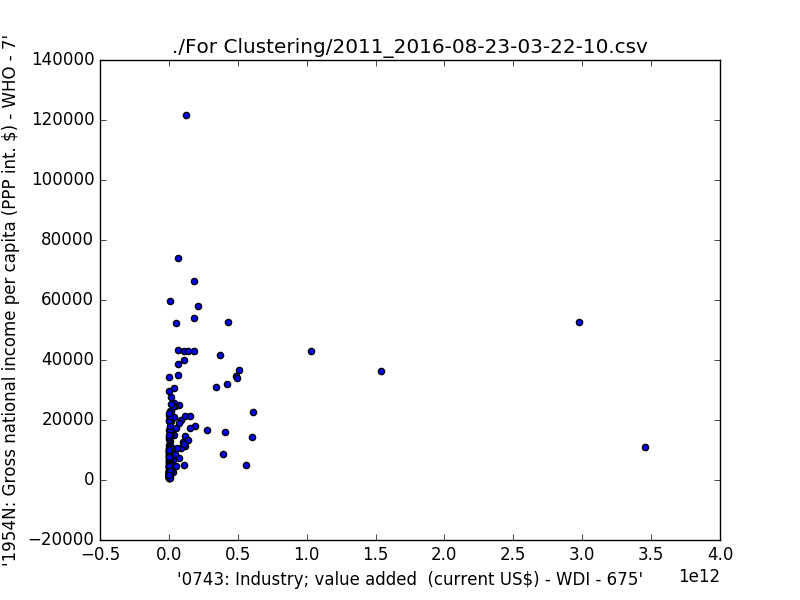 ./For Clustering/2011_2016-08-23-03-22-10.csv
'1954N: Gross national income per capita (PPP int. $) - WHO - 7'
140000
120000
100000
80000
60000
40000
20000
0
−20000
−0.5 0.0 0.5 1.0 1.5 2.0 2.5 3.0 3.5 4.0
1e12
'0743: Industry; value added  (current US$) - WDI - 675'